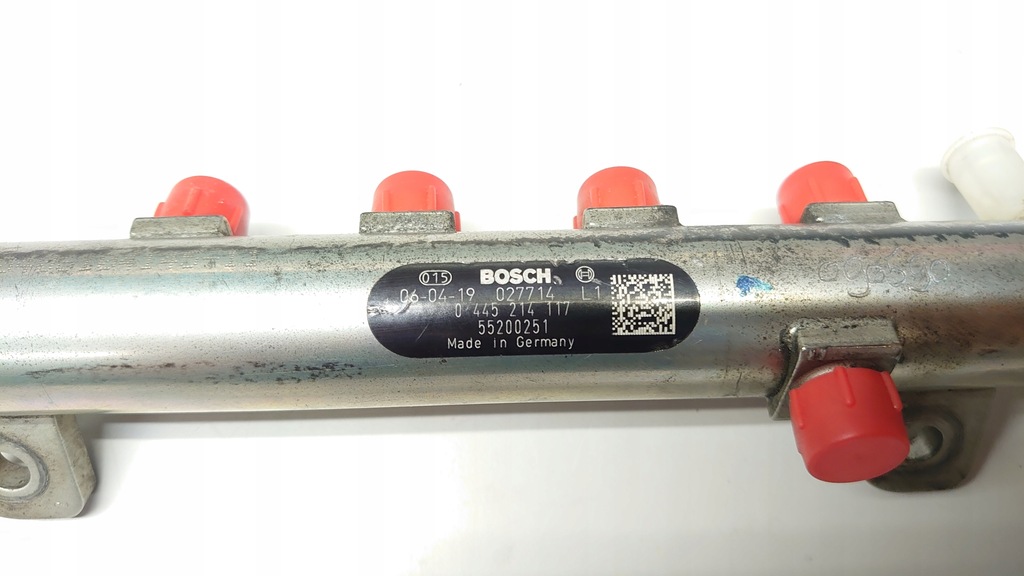 015 BOSCH
06-04-19 027714 L1
0 445 214 117
55200251
Made in Germany